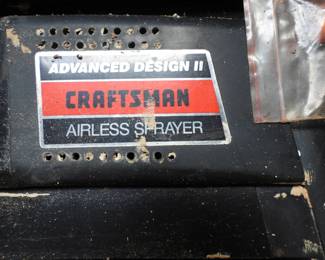 ADVANCED DESIGN II
CRAFTSMAN
AIRLESS SPRAYER